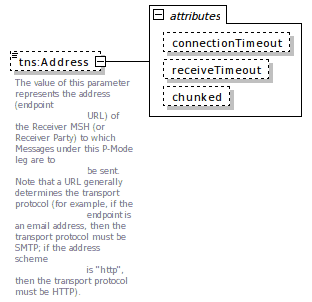 attributes
connectionTimeout
receiveTimeout
chunked
tns:Address
The value of this parameter
represents the address
(endpoint
URL) of
the Receiver MSH (or
Receiver Party) to which
Messages under this P-Mode
leg are to
be sent.
Note that a URL generally
determines the transport
protocol (for example, if the
endpoint is
an email address, then the
transport protocol must be
SMTP; if the address
scheme
is "http",
then the transport protocol
must be HTTP).